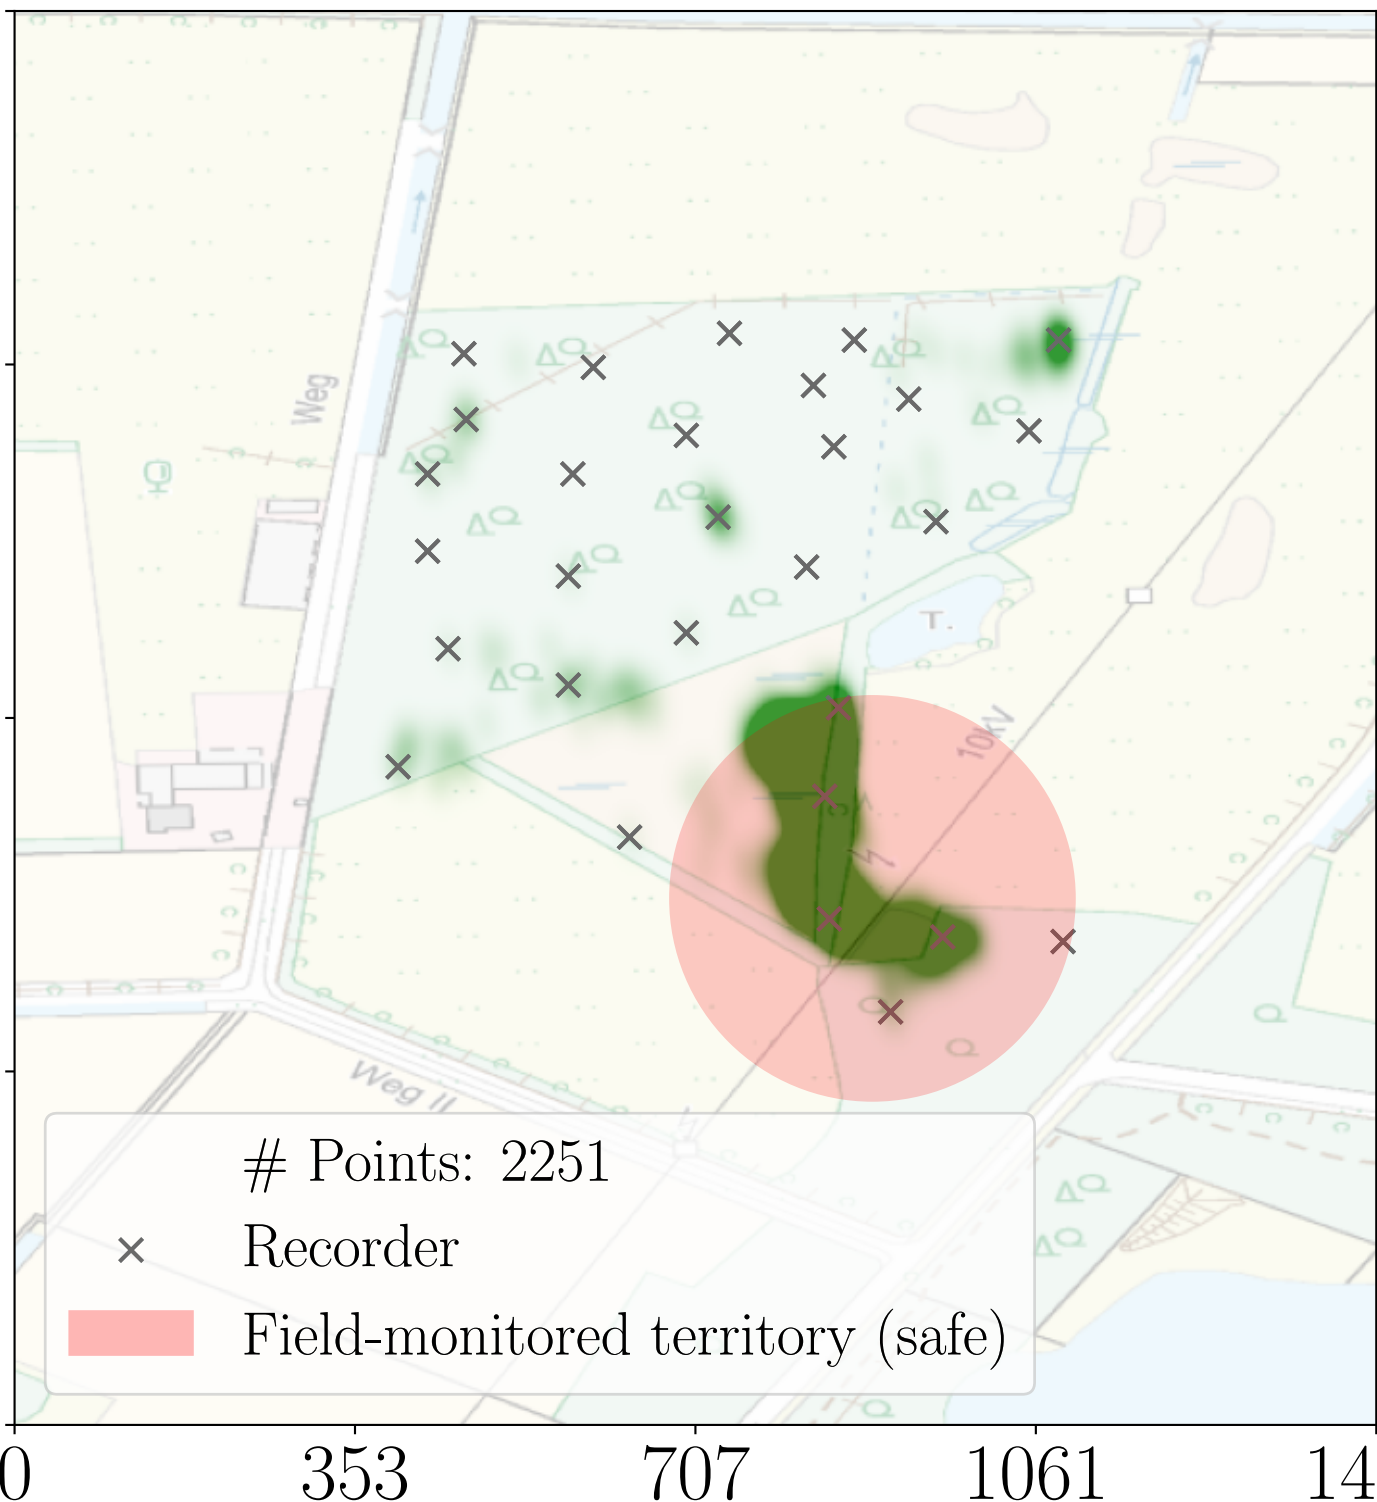 Weg
T.
10kV
Weg II
# Points: 2251
Recorder
Field-monitored territory (safe)
0 353 707 1061 14